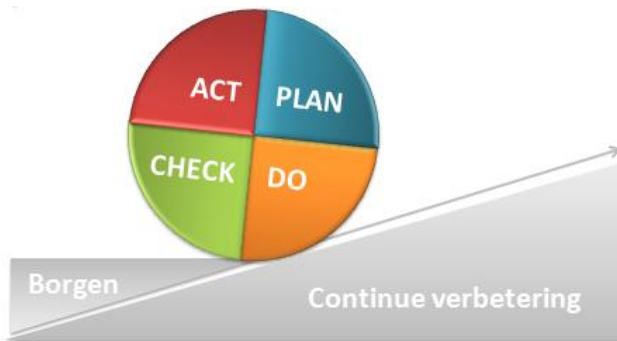 ACT
PLAN
CHECK
DO
Borgen
Continue verbetering